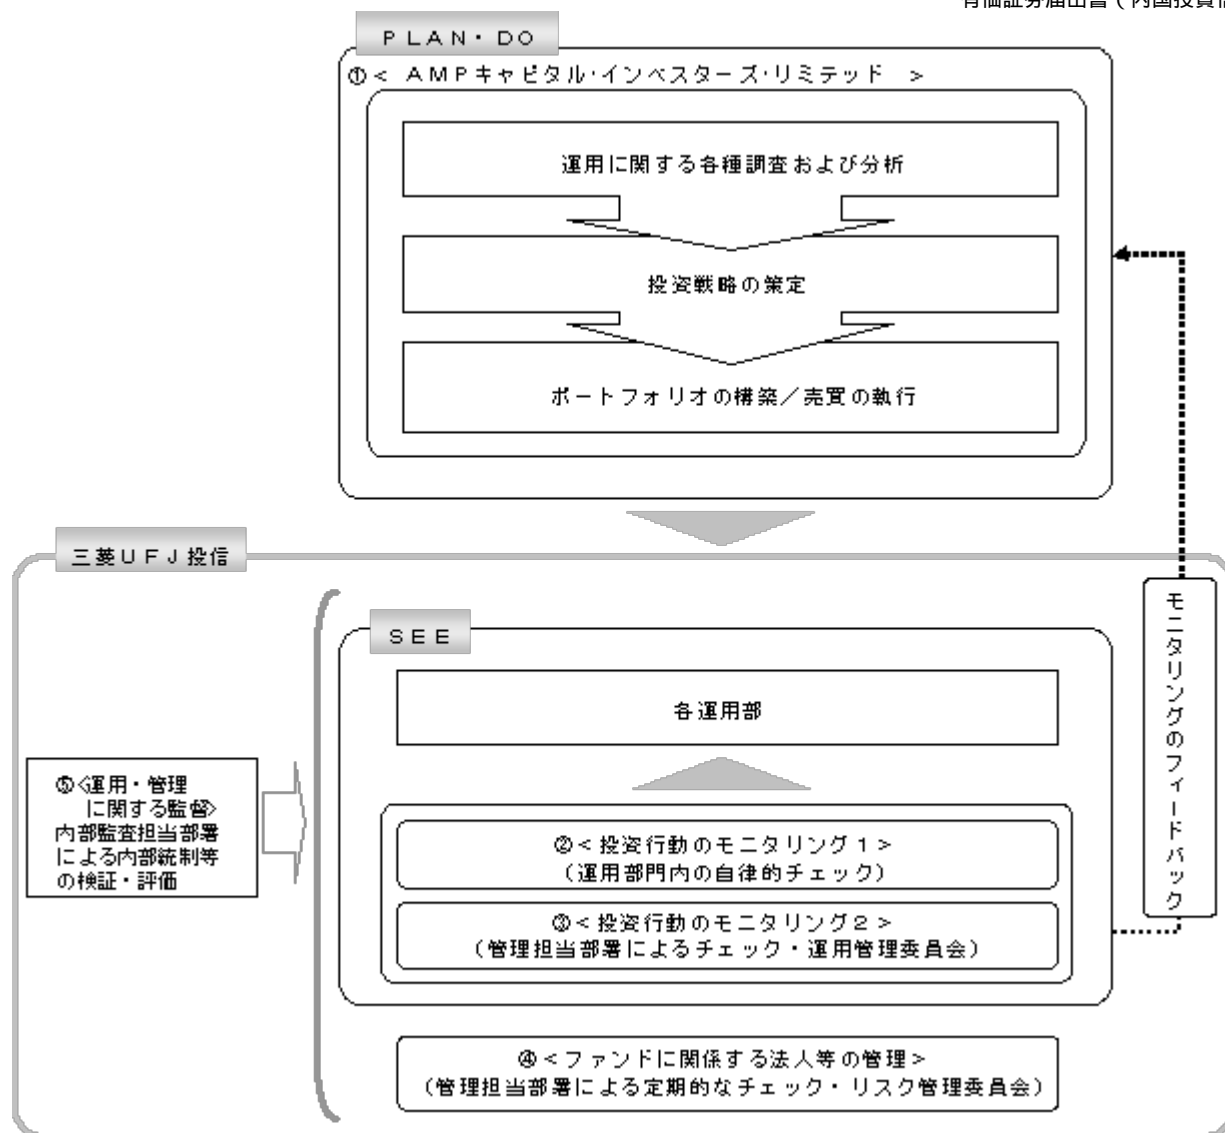 有価証券届出書（内国投資信
ＰＬＡＮ・ＤＯ
①＜ ＡＭＰキャピタル・インベスターズ・リミテッド ＞
運用に関する各種調査および分析
投資戦略の策定
ポートフォリオの構築／売買の執行
三菱ＵＦＪ投信
ＳＥＥ
各運用部
モニタリングのフィードバック
⑤＜運用・管理
に関する監督＞
内部監査担当部署
による内部統制等
の検証・評価
②＜投資行動のモニタリング１＞
（運用部門内の自律的チェック）
③＜投資行動のモニタリング２＞
（管理担当部署によるチェック・運用管理委員会）
④＜ファンドに関係する法人等の管理＞
（管理担当部署による定期的なチェック・リスク管理委員会）